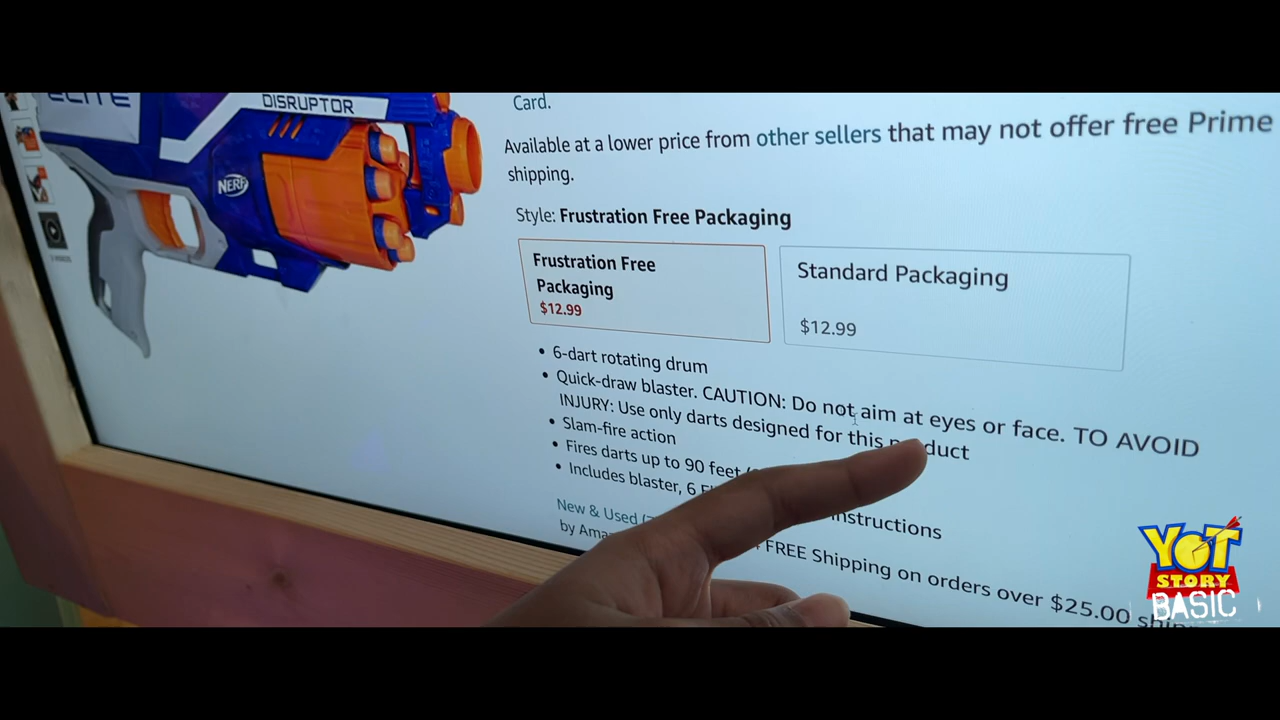 ELITE
DISRUPTOR
NERF
Card.
Available at a lower price from other sellers that may not offer free Prime
shipping.
Style: Frustration Free Packaging
Frustration Free
Packaging
$12.99
Standard Packaging
$12.99
• 6-dart rotating drum
• Quick-draw blaster. CAUTION: Do not aim at eyes or face. TO AVOID
INJURY: Use only darts designed for this
• Slam-fire action
• Fires darts up to 90 feet
• Includes blaster, 6
instructions
New & Used
by
FREE Shipping on orders over $25.00
YOT
STORY
BASIC